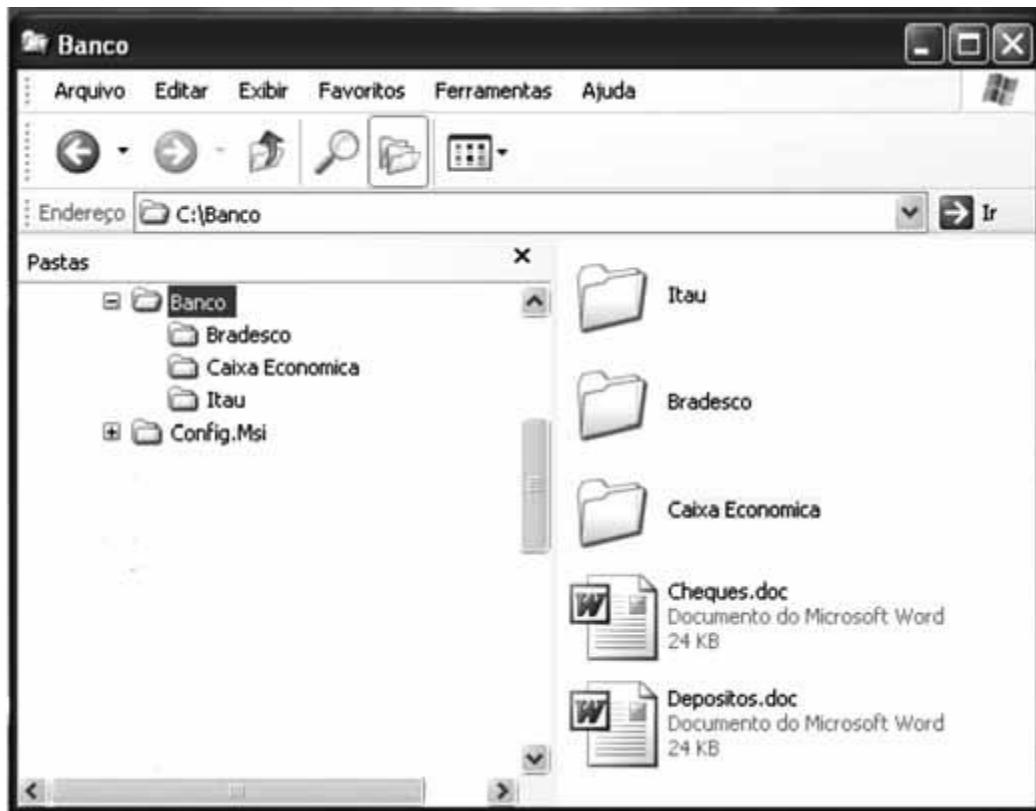 Banco
Arquivo Editar Exibir Favoritos Ferramentas Ajuda
Endereço C:\Banco Ir
Pastas
Banco
Bradesco
Caixa Economica
Itau
Config.Msi
Itau
Bradesco
Caixa Economica
Cheques.doc
Documento do Microsoft Word
24 KB
Depositos.doc
Documento do Microsoft Word
24 KB